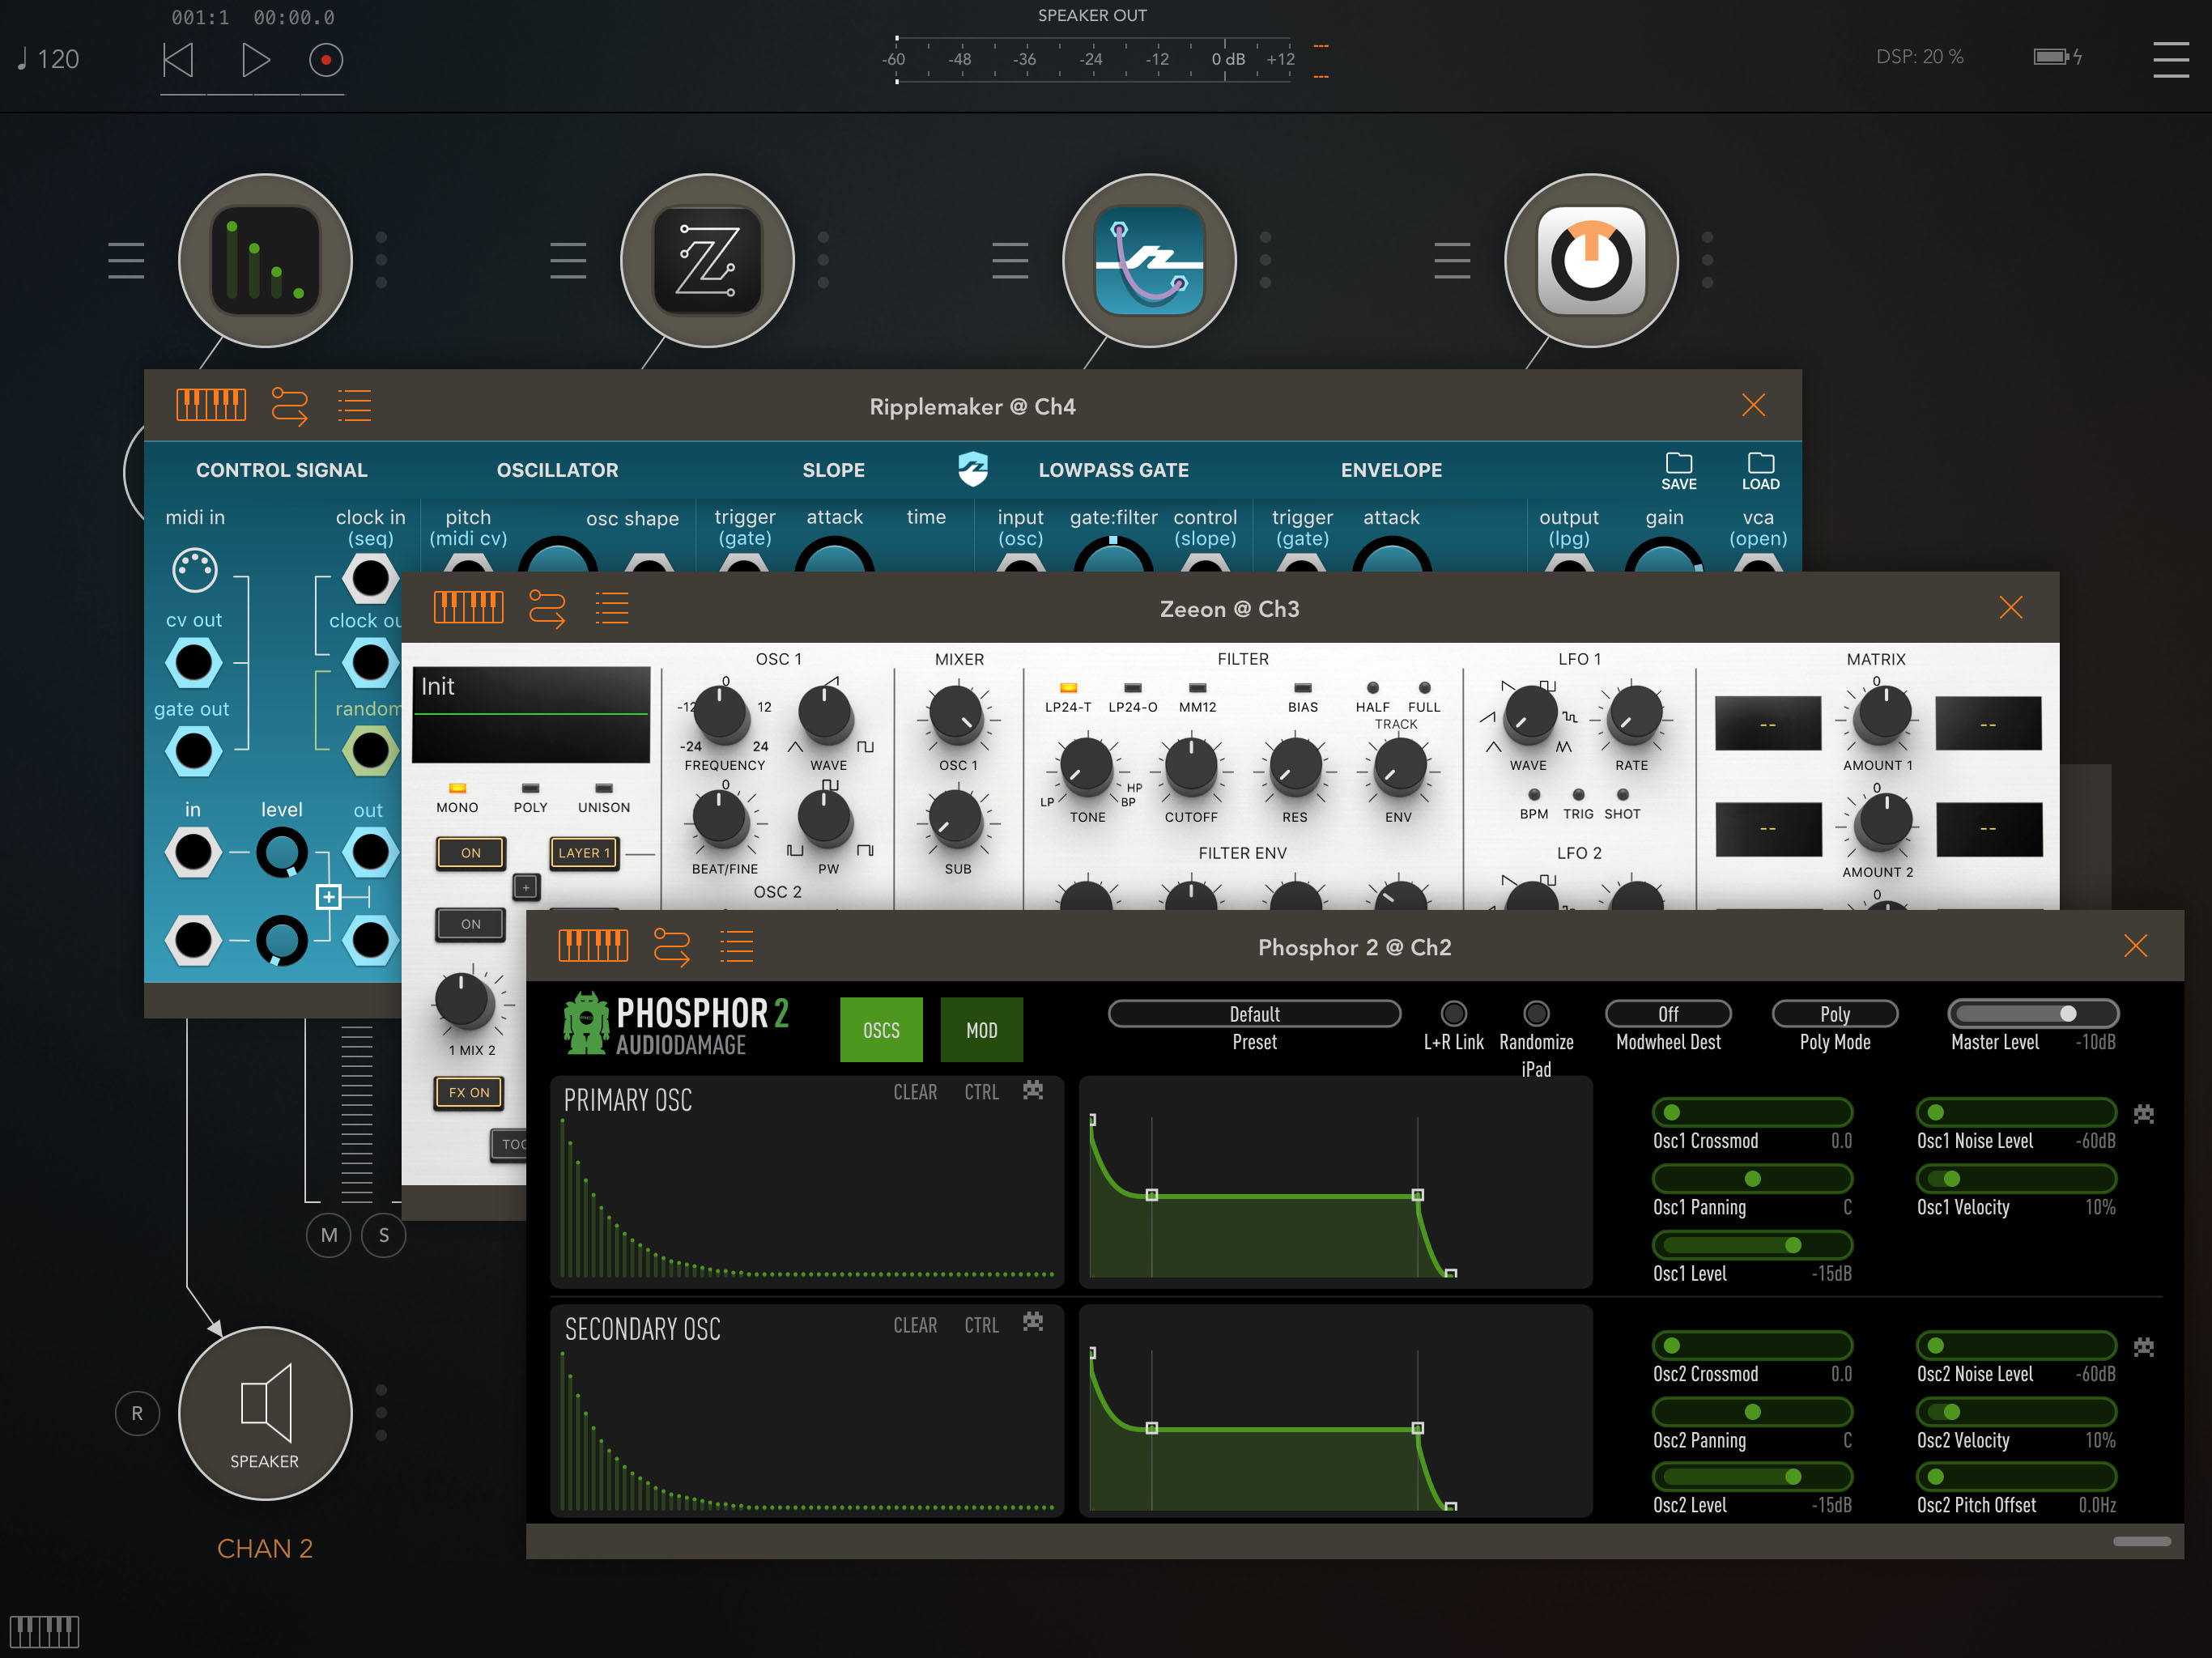 001:1 00:00.0
120
SPEAKER OUT
-60 -48 -36 -24 -12 0 dB +12
---
---
DSP: 20 %
Ripplemaker @ Ch4
CONTROL SIGNAL OSCILLATOR SLOPE LOWPASS GATE ENVELOPE
SAVE LOAD
midi in clock in pitch osc shape trigger attack time input gate:filter control trigger attack output gain vca
(seq) (midi cv) (gate) (osc) (slope) (gate) (lpg) (open)
cv out clock ou
gate out random
in level out
Zeeon @ Ch3
Init
MONO POLY UNISON
ON LAYER 1
+
ON
1 MIX 2
FX ON
TOO
OSC 1
0
-12 12
-24 24
FREQUENCY WAVE
0
BEAT/FINE PW
OSC 2
MIXER
OSC 1
SUB
FILTER
LP24-T LP24-O MM12 BIAS HALF FULL
TRACK
LP HP
BP
TONE CUTOFF RES ENV
FILTER ENV
LFO 1
WAVE RATE
BPM TRIG SHOT
LFO 2
MATRIX
0
-- --
AMOUNT 1
0
-- --
AMOUNT 2
0
Phosphor 2 @ Ch2
PHOSPHOR 2
AUDIODAMAGE
OSCS MOD
Default
Preset
L+R Link
Randomize
iPad
Off
Modwheel Dest
Poly
Poly Mode
Master Level -10dB
PRIMARY OSC CLEAR CTRL
Osc1 Crossmod 0.0 Osc1 Noise Level -60dB
Osc1 Panning C Osc1 Velocity 10%
Osc1 Level -15dB
SECONDARY OSC CLEAR CTRL
Osc2 Crossmod 0.0 Osc2 Noise Level -60dB
Osc2 Panning C Osc2 Velocity 10%
Osc2 Level -15dB Osc2 Pitch Offset 0.0Hz
M S
R
SPEAKER
CHAN 2